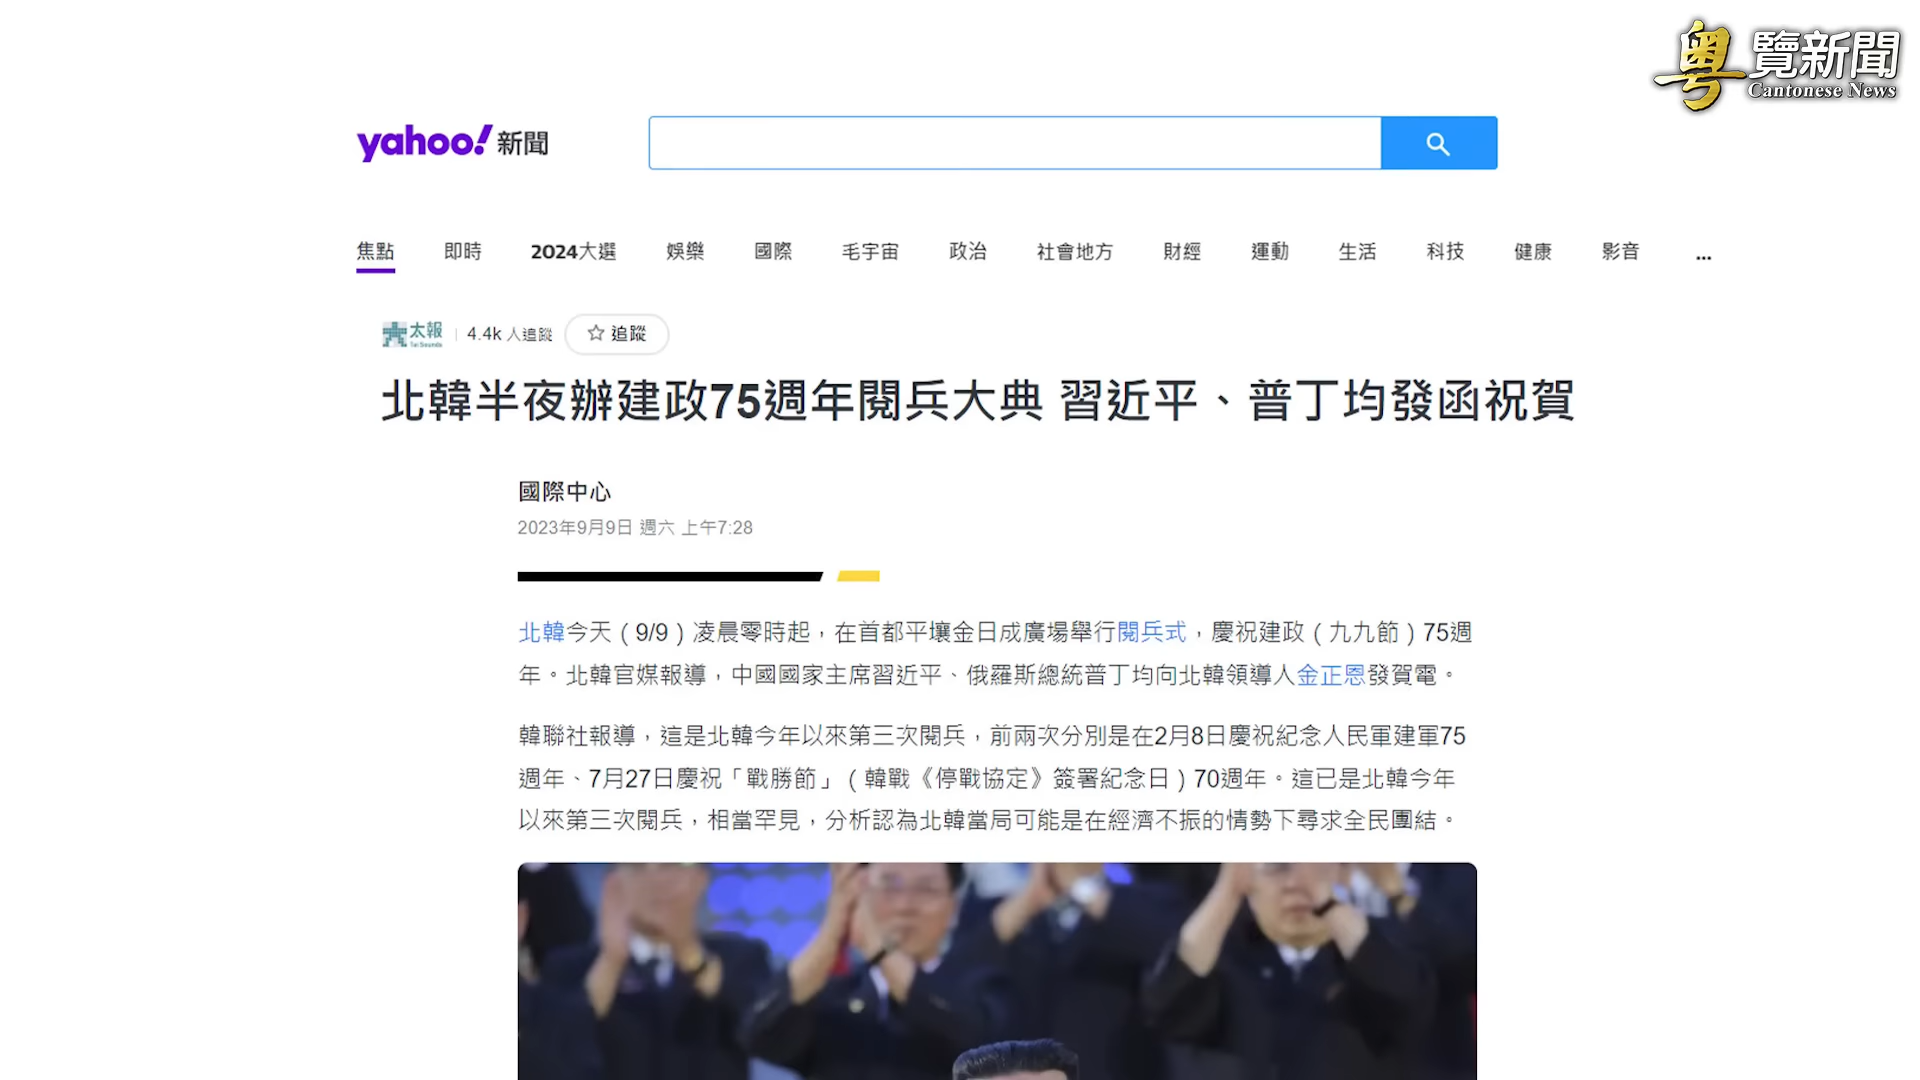 粵覽新聞
Cantonese News
yahoo!新聞
焦點 即時 2024大選 娛樂 國際 毛宇宙 政治 社會地方 財經 運動 生活 科技 健康 影音 ...
太報 4.4k 人追蹤 追蹤
Tai Sounds
北韓半夜辦建政75週年閱兵大典 習近平、普丁均發函祝賀
國際中心
2023年9月9日 週六 上午7:28
北韓今天（9/9）凌晨零時起，在首都平壤金日成廣場舉行閱兵式，慶祝建政（九九節）75週
年。北韓官媒報導，中國國家主席習近平、俄羅斯總統普丁均向北韓領導人金正恩發賀電。
韓聯社報導，這是北韓今年以來第三次閱兵，前兩次分別是在2月8日慶祝紀念人民軍建軍75
週年、7月27日慶祝「戰勝節」（韓戰《停戰協定》簽署紀念日）70週年。這已是北韓今年
以來第三次閱兵，相當罕見，分析認為北韓當局可能是在經濟不振的情勢下尋求全民團結。